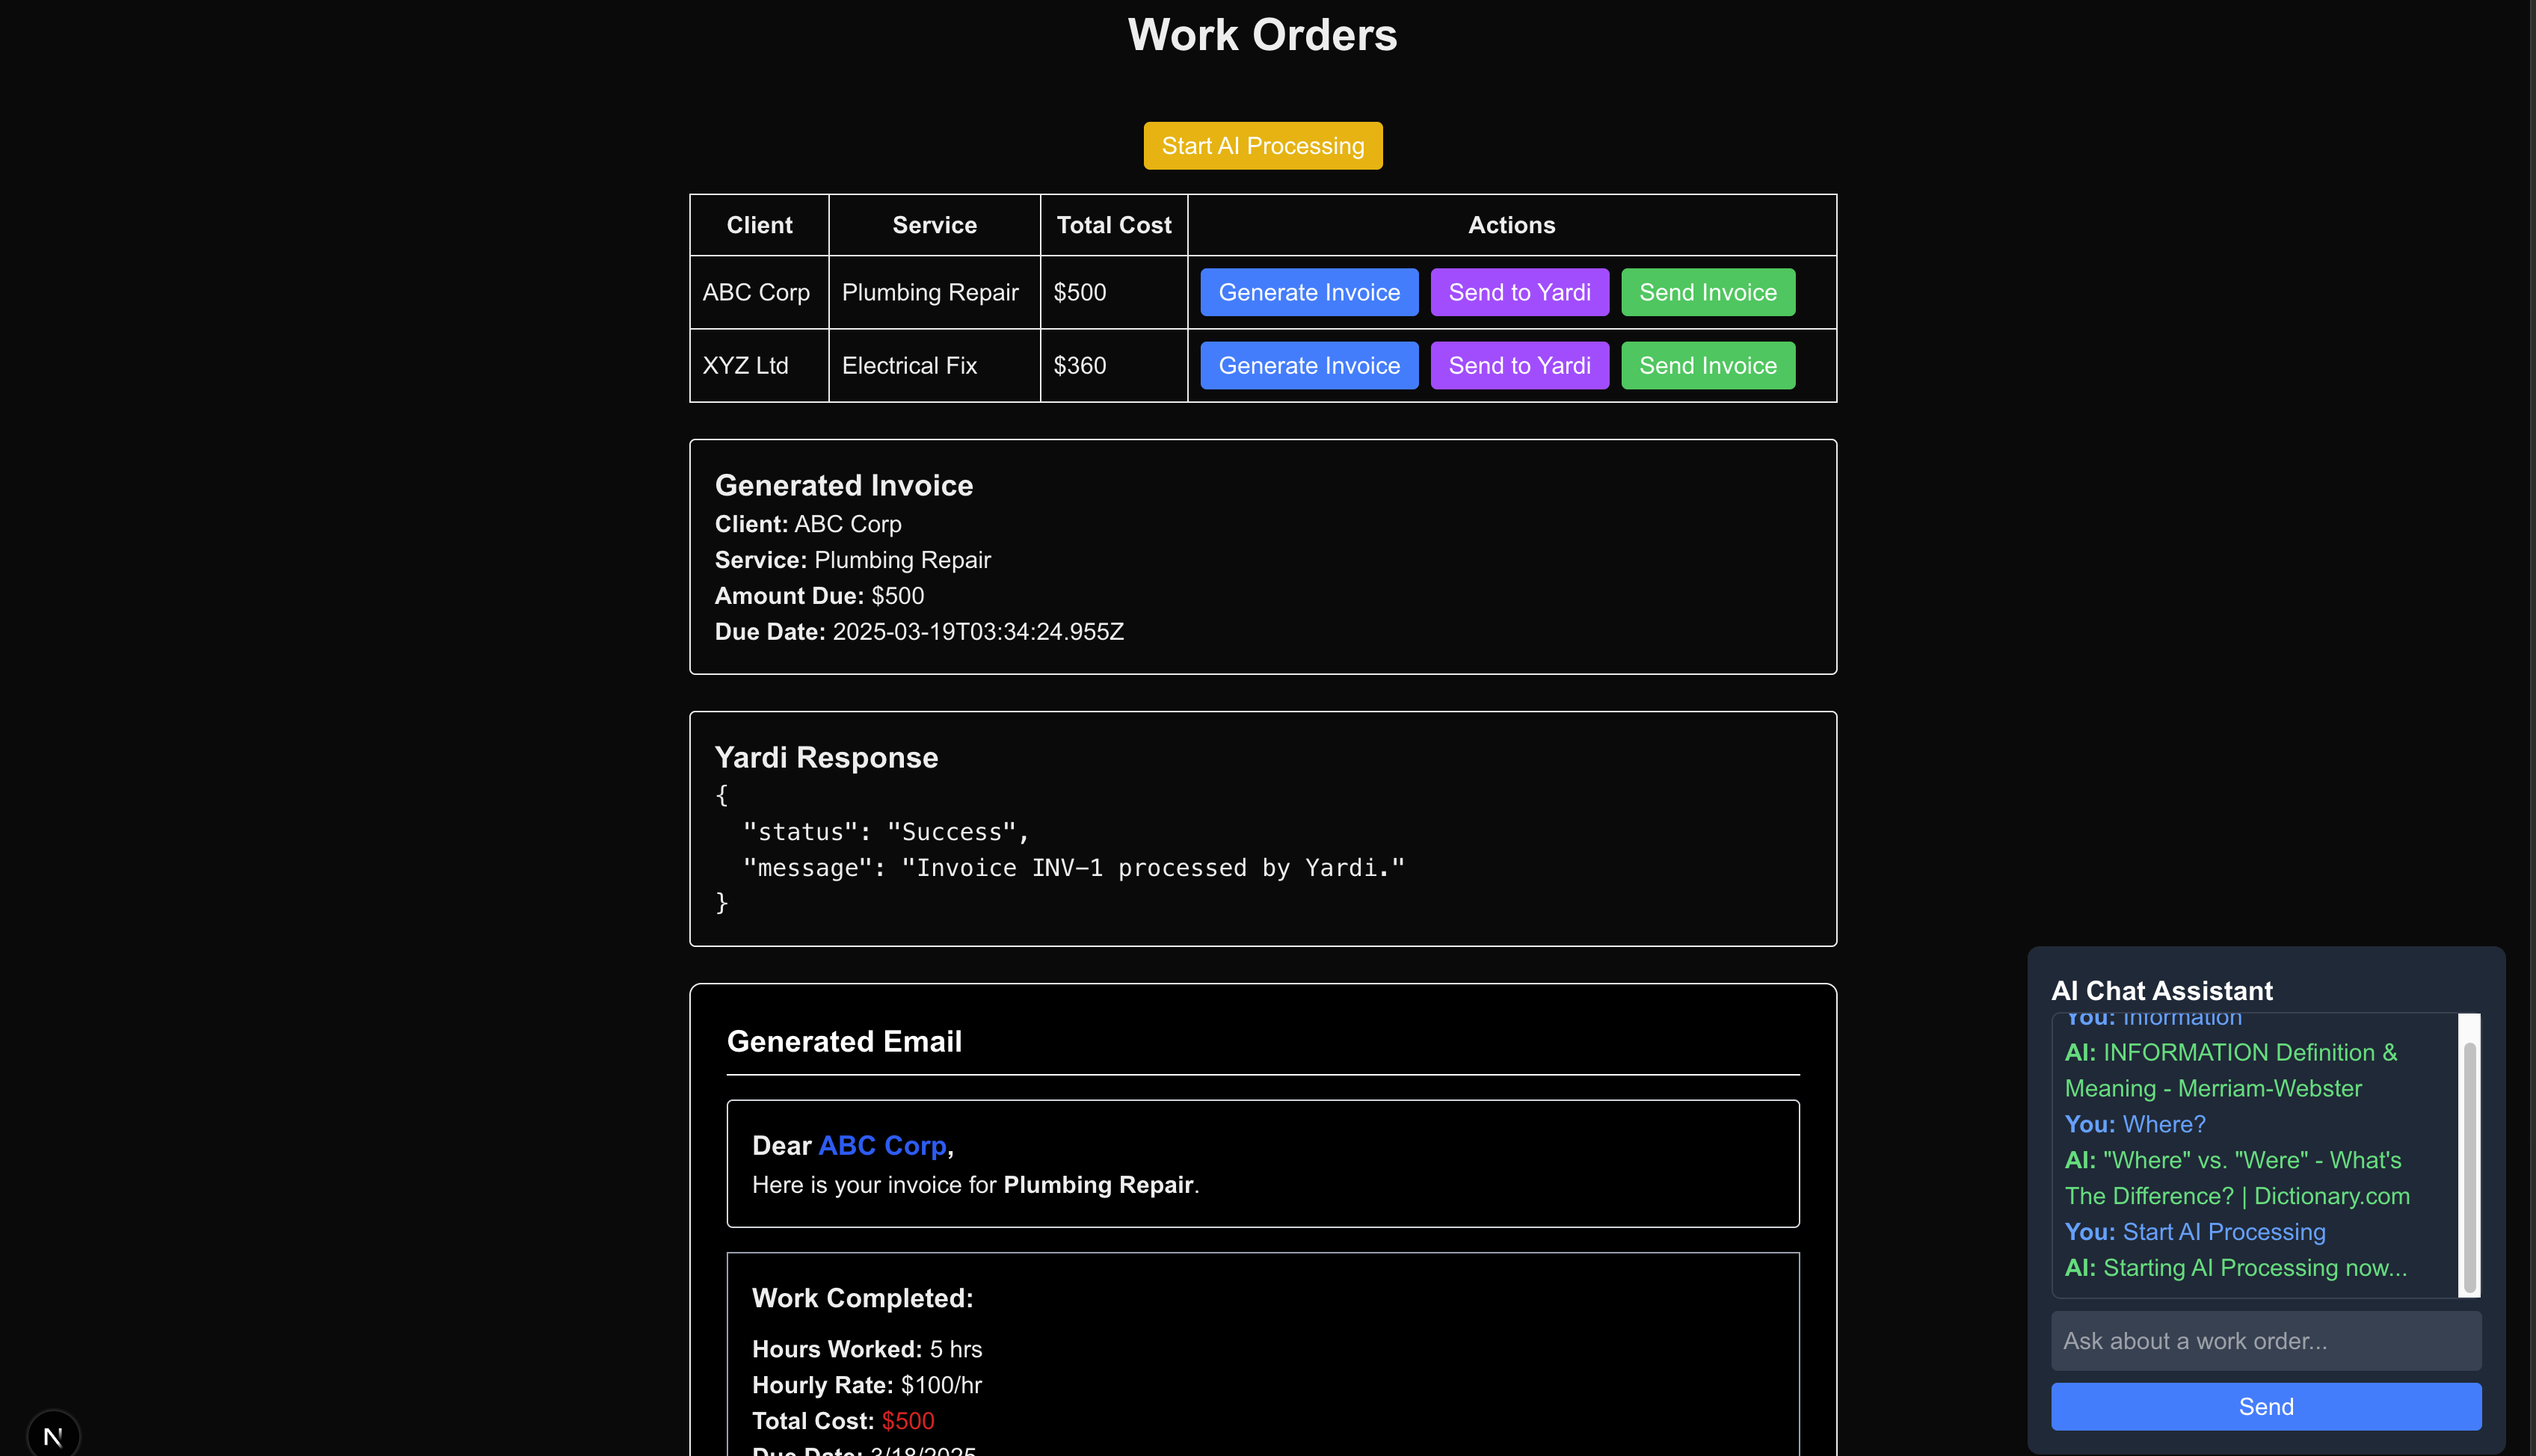 Work Orders
Start AI Processing
Client Service Total Cost Actions
ABC Corp Plumbing Repair $500 Generate Invoice Send to Yardi Send Invoice
XYZ Ltd Electrical Fix $360 Generate Invoice Send to Yardi Send Invoice
Generated Invoice
Client: ABC Corp
Service: Plumbing Repair
Amount Due: $500
Due Date: 2025-03-19T03:34:24.955Z
Yardi Response
{
"status": "Success",
"message": "Invoice INV-1 processed by Yardi."
}
Generated Email
Dear ABC Corp,
Here is your invoice for Plumbing Repair.
Work Completed:
Hours Worked: 5 hrs
Hourly Rate: $100/hr
Total Cost: $500
Due Date: 3/18/2025
AI Chat Assistant
You: Information
AI: INFORMATION Definition &
Meaning - Merriam-Webster
You: Where?
AI: "Where" vs. "Were" - What's
The Difference? | Dictionary.com
You: Start AI Processing
AI: Starting AI Processing now...
Ask about a work order...
Send
N